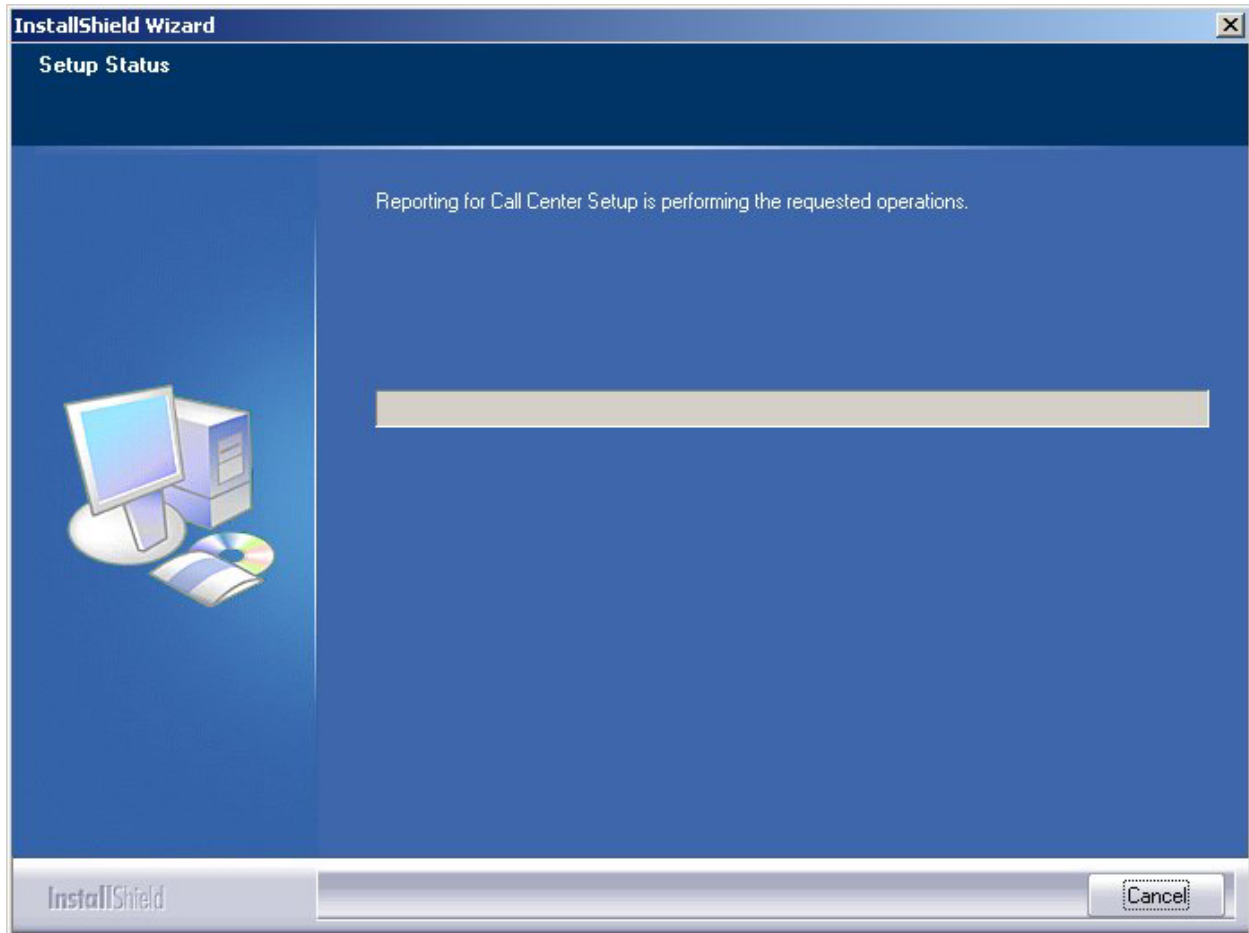 InstallShield Wizard
Setup Status
Reporting for Call Center Setup is performing the requested operations.
InstallShield
Cancel